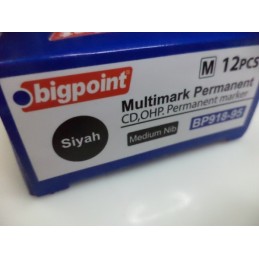 bigpoint
M 12PCS
Multimark Permanent
CD,OHP. Permanent marker
Siyah
Medium Nib
BP918-95